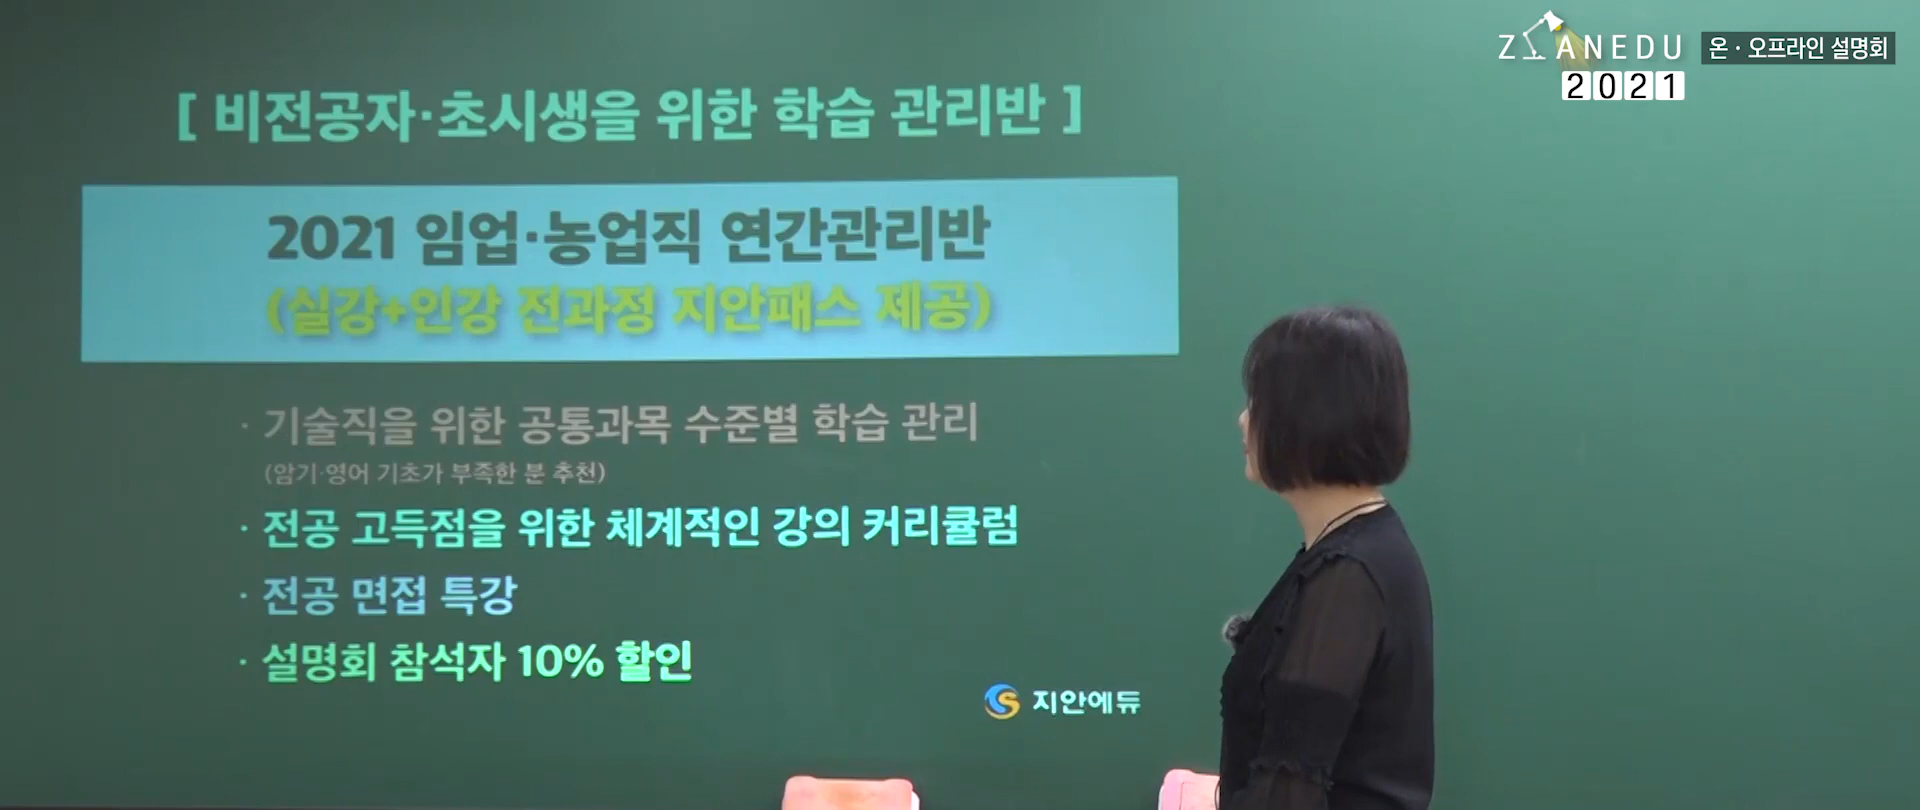 ZIANEDU
2021
온·오프라인 설명회
[ 비전공자·초시생을 위한 학습 관리반 ]
2021 임업·농업직 연간관리반
(실강+인강 전과정 지안패스 제공)
· 기술직을 위한 공통과목 수준별 학습 관리
(암기·영어 기초가 부족한 분 추천)
· 전공 고득점을 위한 체계적인 강의 커리큘럼
· 전공 면접 특강
· 설명회 참석자 10% 할인
지안에듀